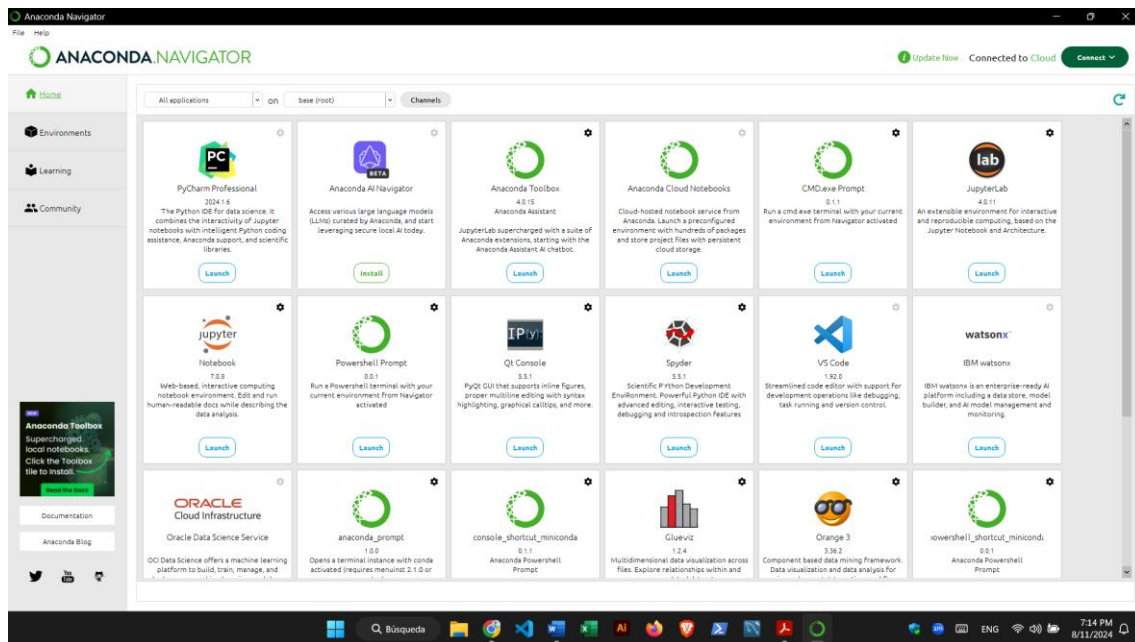 Anaconda Navigator
File Help
ANACONDA.NAVIGATOR
Update Now Connected to Cloud Connect
Home
Environments
Learning
Community
All applications on base (root) Channels
PC
PyCharm Professional
2024.1.6
The Python IDE for data science. It
combines the interactivity of Jupyter
notebooks with intelligent Python coding
assistance, Anaconda support, and scientific
libraries.
Launch
BETA
Anaconda AI Navigator
Access various large language models
(LLMs) curated by Anaconda, and start
leveraging secure local AI today.
Install
Anaconda Toolbox
4.0.15
Anaconda Assistant
JupyterLab supercharged with a suite of
Anaconda extensions, starting with the
Anaconda Assistant AI chatbot.
Launch
Anaconda Cloud Notebooks
Cloud-hosted notebook service from
Anaconda. Launch a preconfigured
environment with hundreds of packages
and store project files with persistent
cloud storage.
Launch
CMD.exe Prompt
0.1.1
Run a cmd.exe terminal with your current
environment from Navigator activated
Launch
lab
JupyterLab
4.0.11
An extensible environment for interactive
and reproducible computing, based on the
Jupyter Notebook and Architecture.
Launch
jupyter
Notebook
7.0.8
Web-based, interactive computing
notebook environment. Edit and run
human-readable docs while describing the
data analysis.
Launch
Powershell Prompt
0.0.1
Run a Powershell terminal with your
current environment from Navigator
activated
Launch
IP[y]:
Qt Console
5.5.1
PyQt GUI that supports inline figures,
proper multiline editing with syntax
highlighting, graphical calltips, and more.
Launch
Spyder
5.5.1
Scientific PYthon Development
EnviRonment. Powerful Python IDE with
advanced editing, interactive testing,
debugging and introspection features
Launch
VS Code
1.92.0
Streamlined code editor with support for
development operations like debugging,
task running and version control.
Launch
watsonx
IBM watsonx
IBM watsonx is an enterprise-ready AI
platform including a data store, model
builder, and AI model management and
monitoring.
Launch
ORACLE
Cloud Infrastructure
Oracle Data Science Service
OCI Data Science offers a machine learning
platform to build, train, manage, and
anaconda_prompt
1.0.0
Opens a terminal instance with conda
activated (requires menuinst 2.1.0 or
console_shortcut_miniconda
0.1.1
Anaconda Powershell
Prompt
Glueviz
1.2.4
Multidimensional data visualization across
files. Explore relationships within and
Orange 3
3.36.2
Component based data mining framework.
Data visualization and data analysis for
owershell_shortcut_miniconda
0.0.1
Anaconda Powershell
Prompt
NEW
Anaconda Toolbox
Supercharged
local notebooks.
Click the Toolbox
tile to install.
Read the Docs
Documentation
Anaconda Blog
You
Tube
Búsqueda
Ai
ENG
7:14 PM
8/11/2024